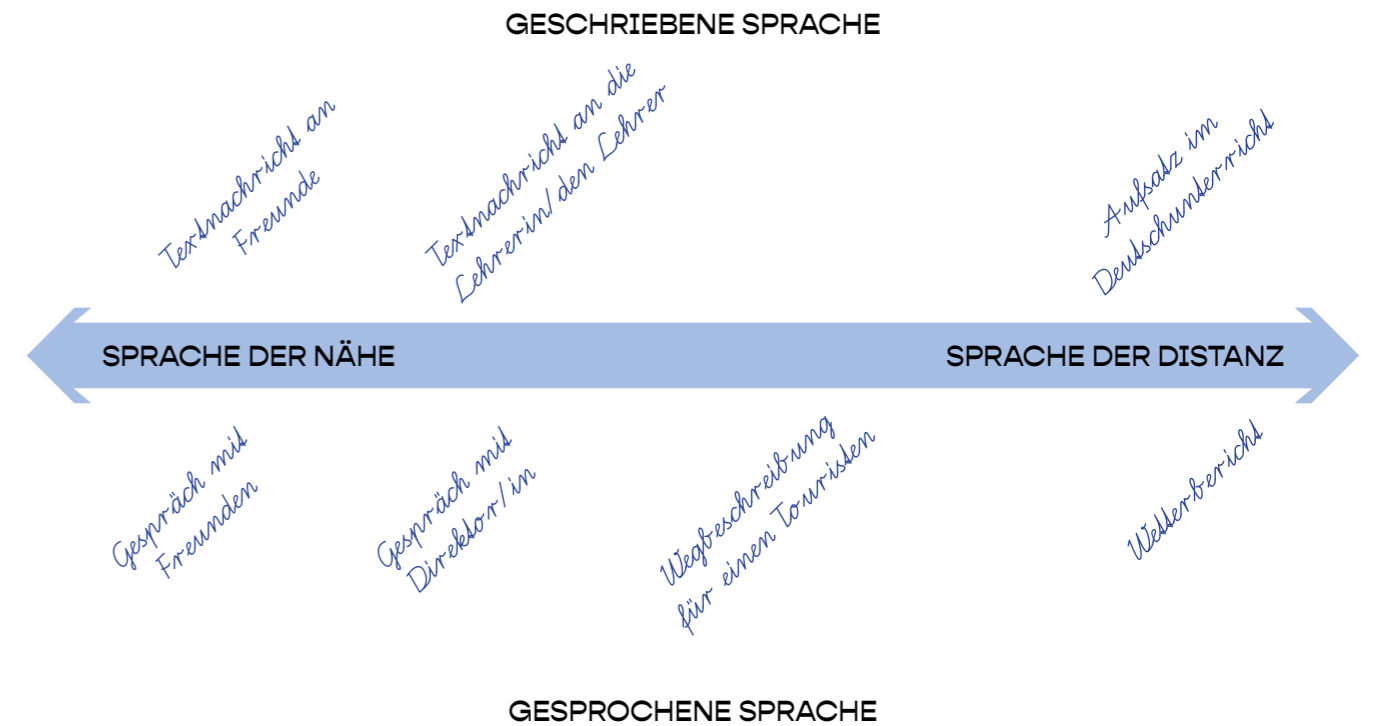 GESCHRIEBENE SPRACHE
Textnachricht an
Freunde
Textnachricht an die
Lehrerin/den Lehrer
Aufsatz im
Deutschunterricht
SPRACHE DER NÄHE
SPRACHE DER DISTANZ
Gespräch mit
Freunden
Gespräch mit
Direktor/in
Wegbeschreibung
für einen Touristen
Wetterbericht
GESPROCHENE SPRACHE